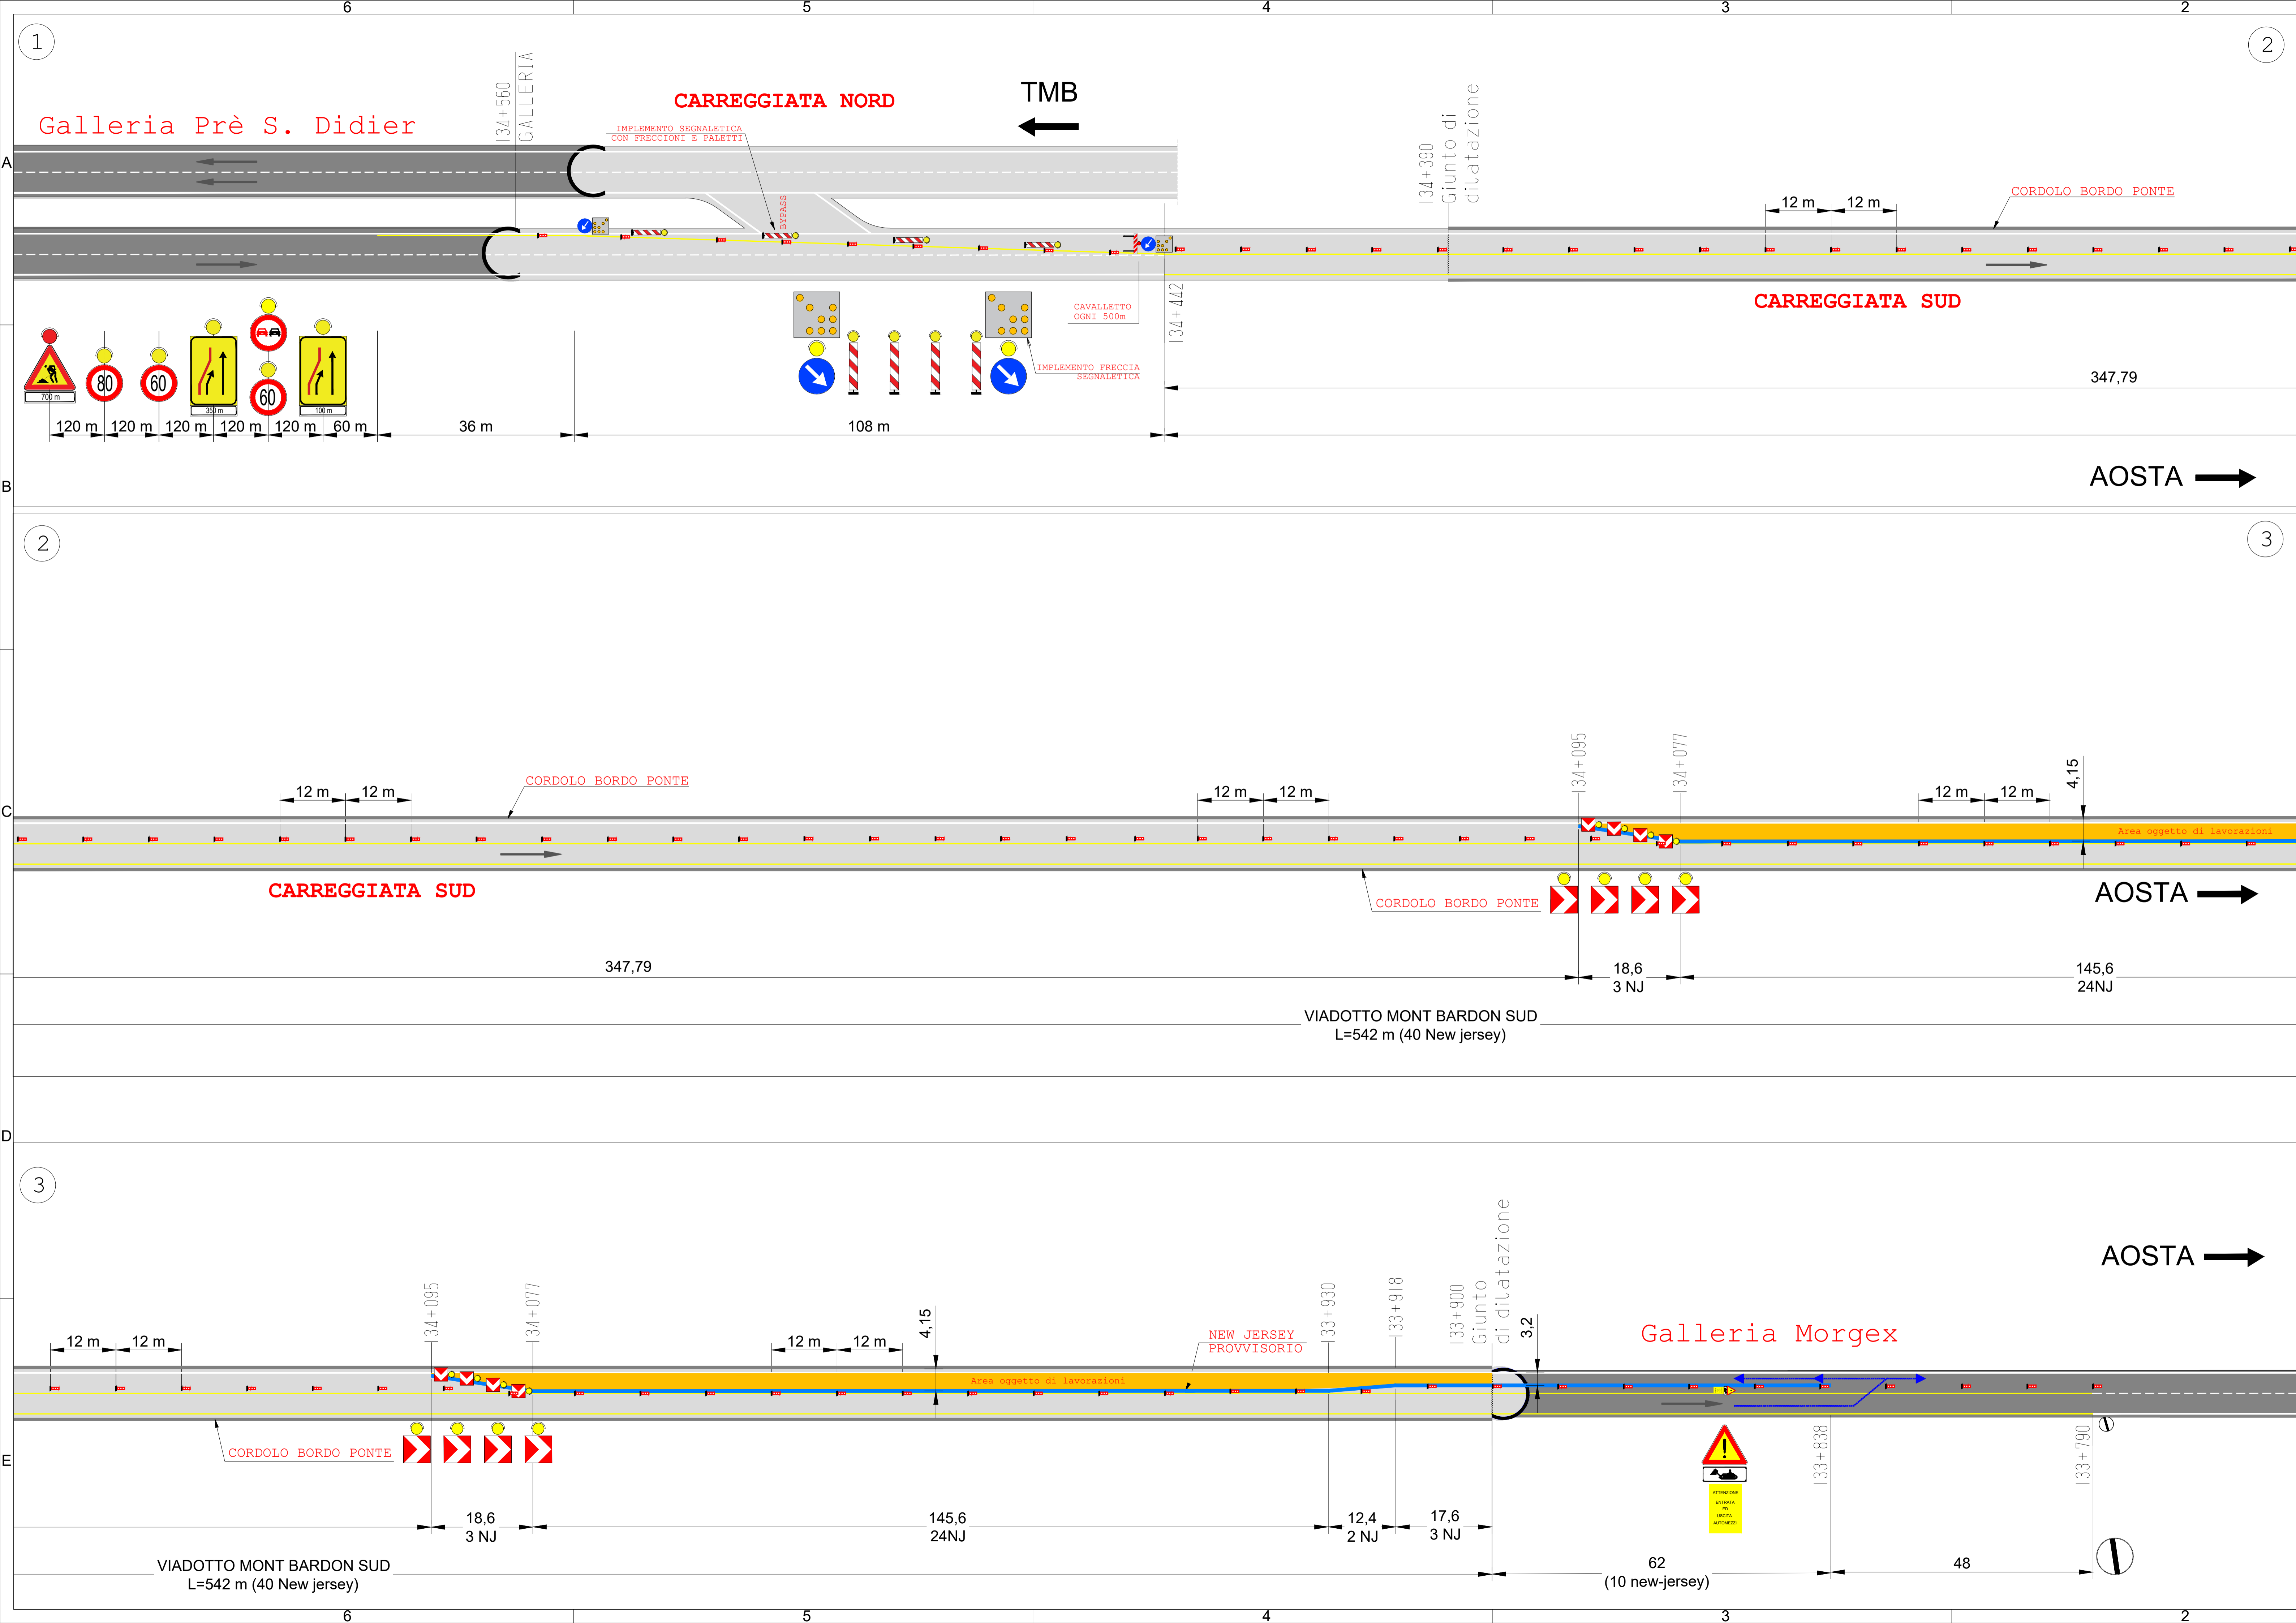 6 5 4 3 2
1
2
Galleria Prè S. Didier
134+560
GALLERIA
CARREGGIATA NORD
IMPLEMENTO SEGNALETICA
CON FRECCIONI E PALETTI
TMB
BYPASS
134+390
Giunto di
dilatazione
12 m 12 m
CORDOLO BORDO PONTE
A
CARREGGIATA SUD
CAVALLETTO
OGNI 500m
134+442
IMPLEMENTO FRECCIA
SEGNALETICA
80 60 60
700 m 350 m 100 m
347,79
120 m 120 m 120 m 120 m 120 m 60 m 36 m 108 m
AOSTA
B
2
3
134+095
134+077
4,15
CORDOLO BORDO PONTE
12 m 12 m 12 m 12 m 12 m 12 m
C
Area oggetto di lavorazioni
CARREGGIATA SUD
CORDOLO BORDO PONTE
AOSTA
347,79
18,6
3 NJ
145,6
24NJ
VIADOTTO MONT BARDON SUD
L=542 m (40 New jersey)
D
3
AOSTA
134+095
134+077
133+930
133+918
133+900
Giunto
di dilatazione
4,15
3,2
Galleria Morgex
NEW JERSEY
PROVVISORIO
12 m 12 m 12 m 12 m
Area oggetto di lavorazioni
CORDOLO BORDO PONTE
E
133+838
133+790
ATTENZIONE
ENTRATA
ED
USCITA
AUTOMEZZI
18,6
3 NJ
145,6
24NJ
12,4
2 NJ
17,6
3 NJ
VIADOTTO MONT BARDON SUD
L=542 m (40 New jersey)
62
(10 new-jersey)
48
6 5 4 3 2